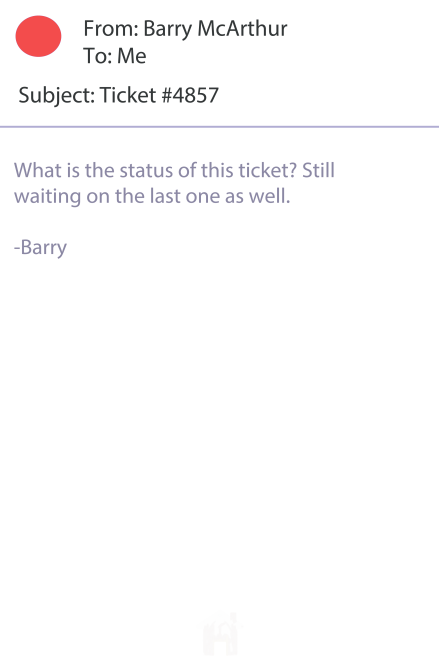 From: Barry McArthur
To: Me
Subject: Ticket #4857
What is the status of this ticket? Still
waiting on the last one as well.
-Barry